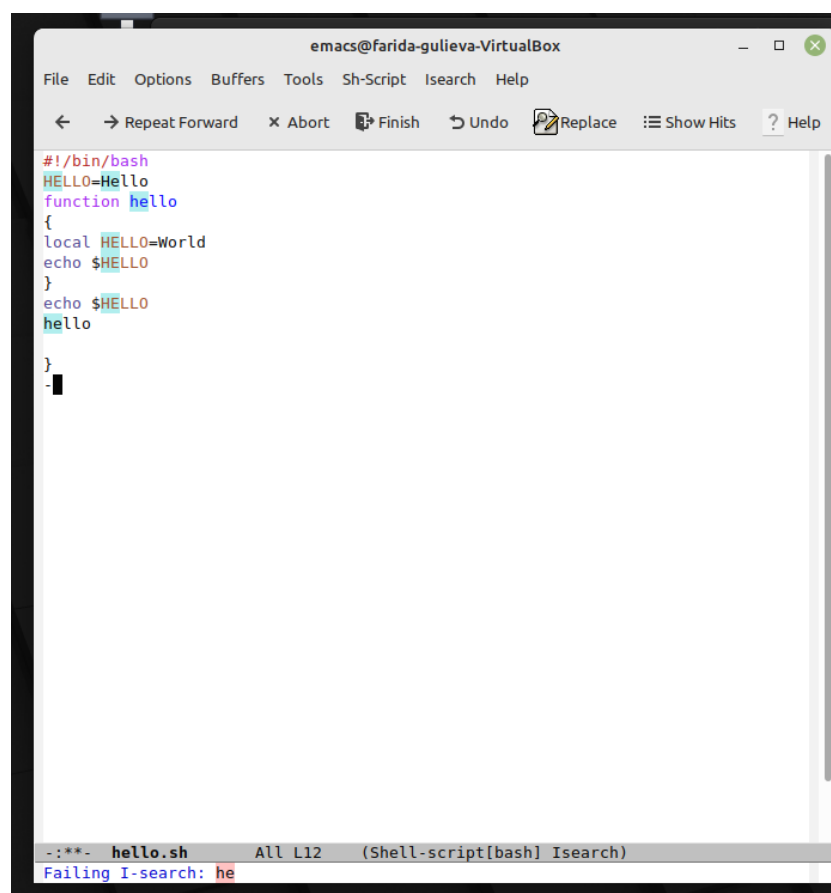 emacs@farida-gulieva-VirtualBox
File Edit Options Buffers Tools Sh-Script Isearch Help
Repeat Forward Abort Finish Undo Replace Show Hits ? Help
#!/bin/bash
HELLO=Hello
function hello
{
local HELLO=World
echo $HELLO
}
echo $HELLO
hello
}
-
-:**- hello.sh All L12 (Shell-script[bash] Isearch)
Failing I-search: he